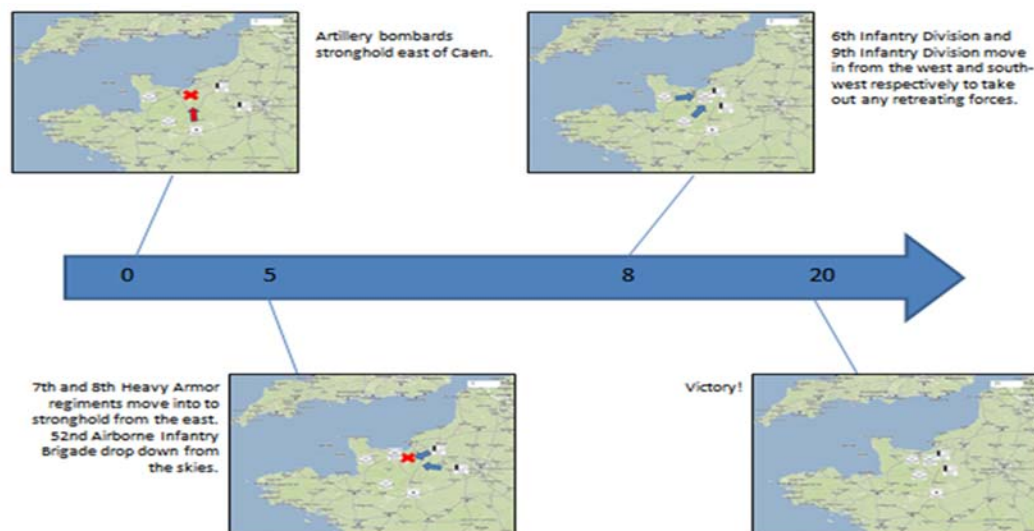 Artillery bombards
stronghold east of Caen.
6th Infantry Division and
9th Infantry Division move
in from the west and south-
west respectively to take
out any retreating forces.
0
5
8
20
7th and 8th Heavy Armor
regiments move into to
stronghold from the east.
52nd Airborne Infantry
Brigade drop down from
the skies.
Victory!